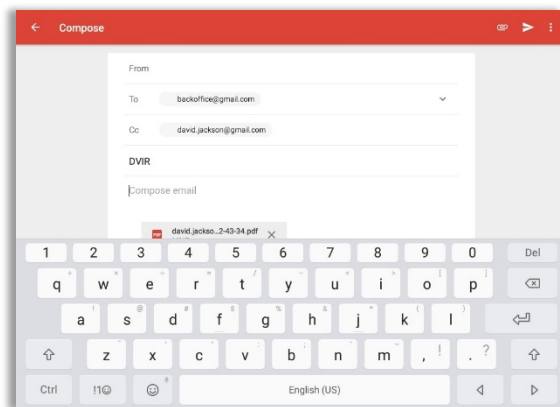 Compose
From
To backoffice@gmail.com
Cc david.jackson@gmail.com
DVIR
Compose email
PDF david.jackso...2-43-34.pdf
1 2 3 4 5 6 7 8 9 0 Del
q w e r t y u i o p
a s d f g h j k l
z x c v b n m , ! . ?
Ctrl !1☺ English (US)